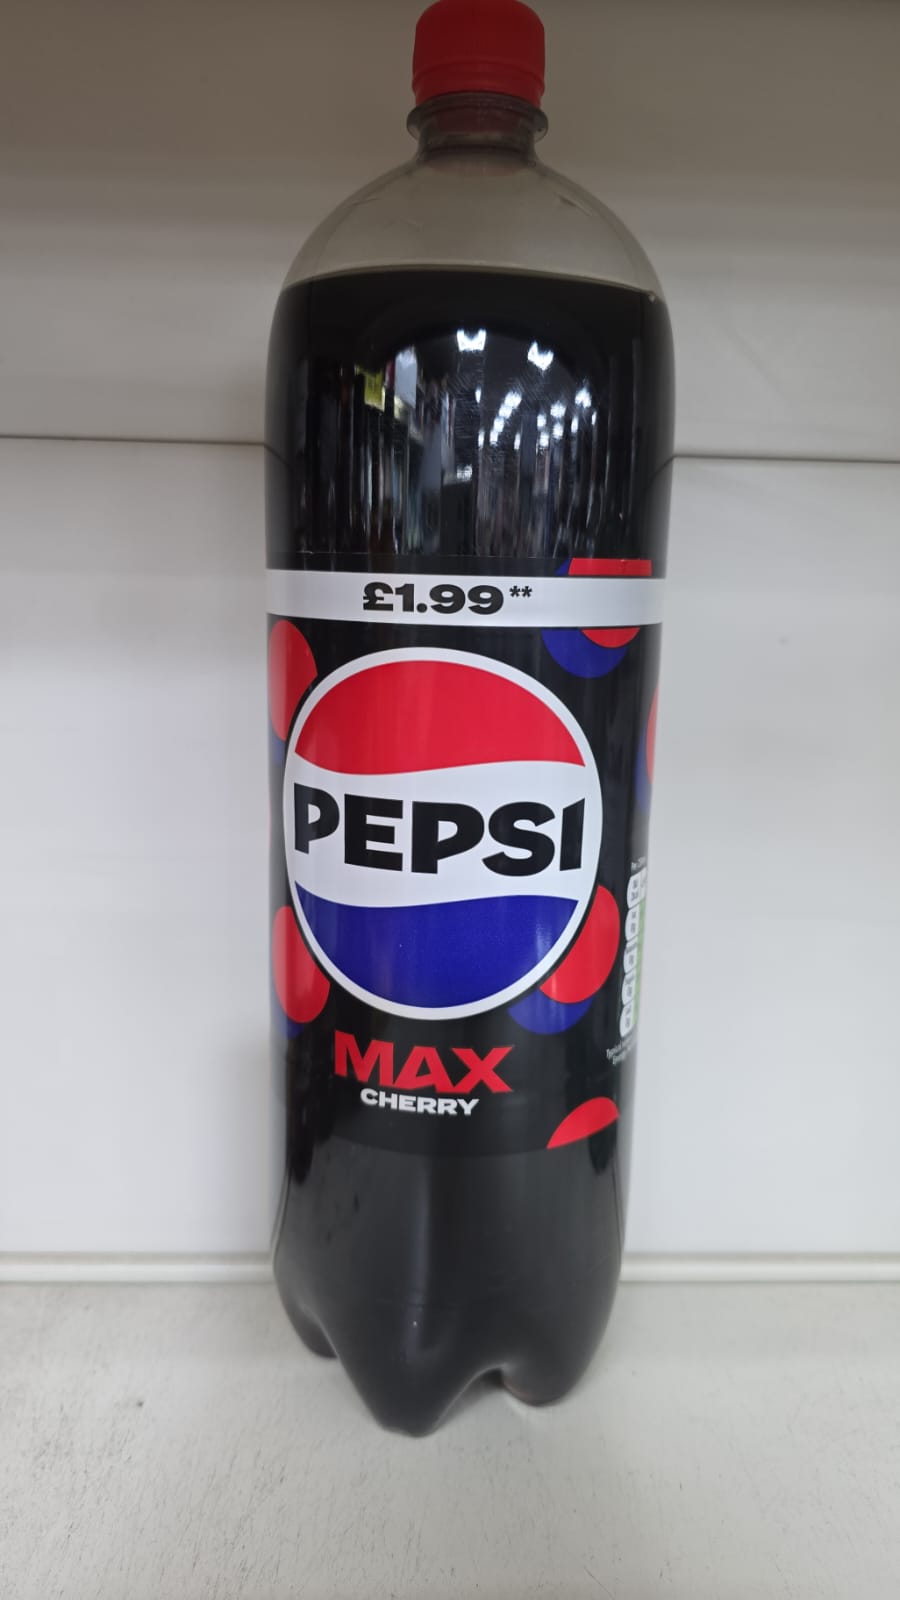 £1.99**
PEPSI
MAX
CHERRY